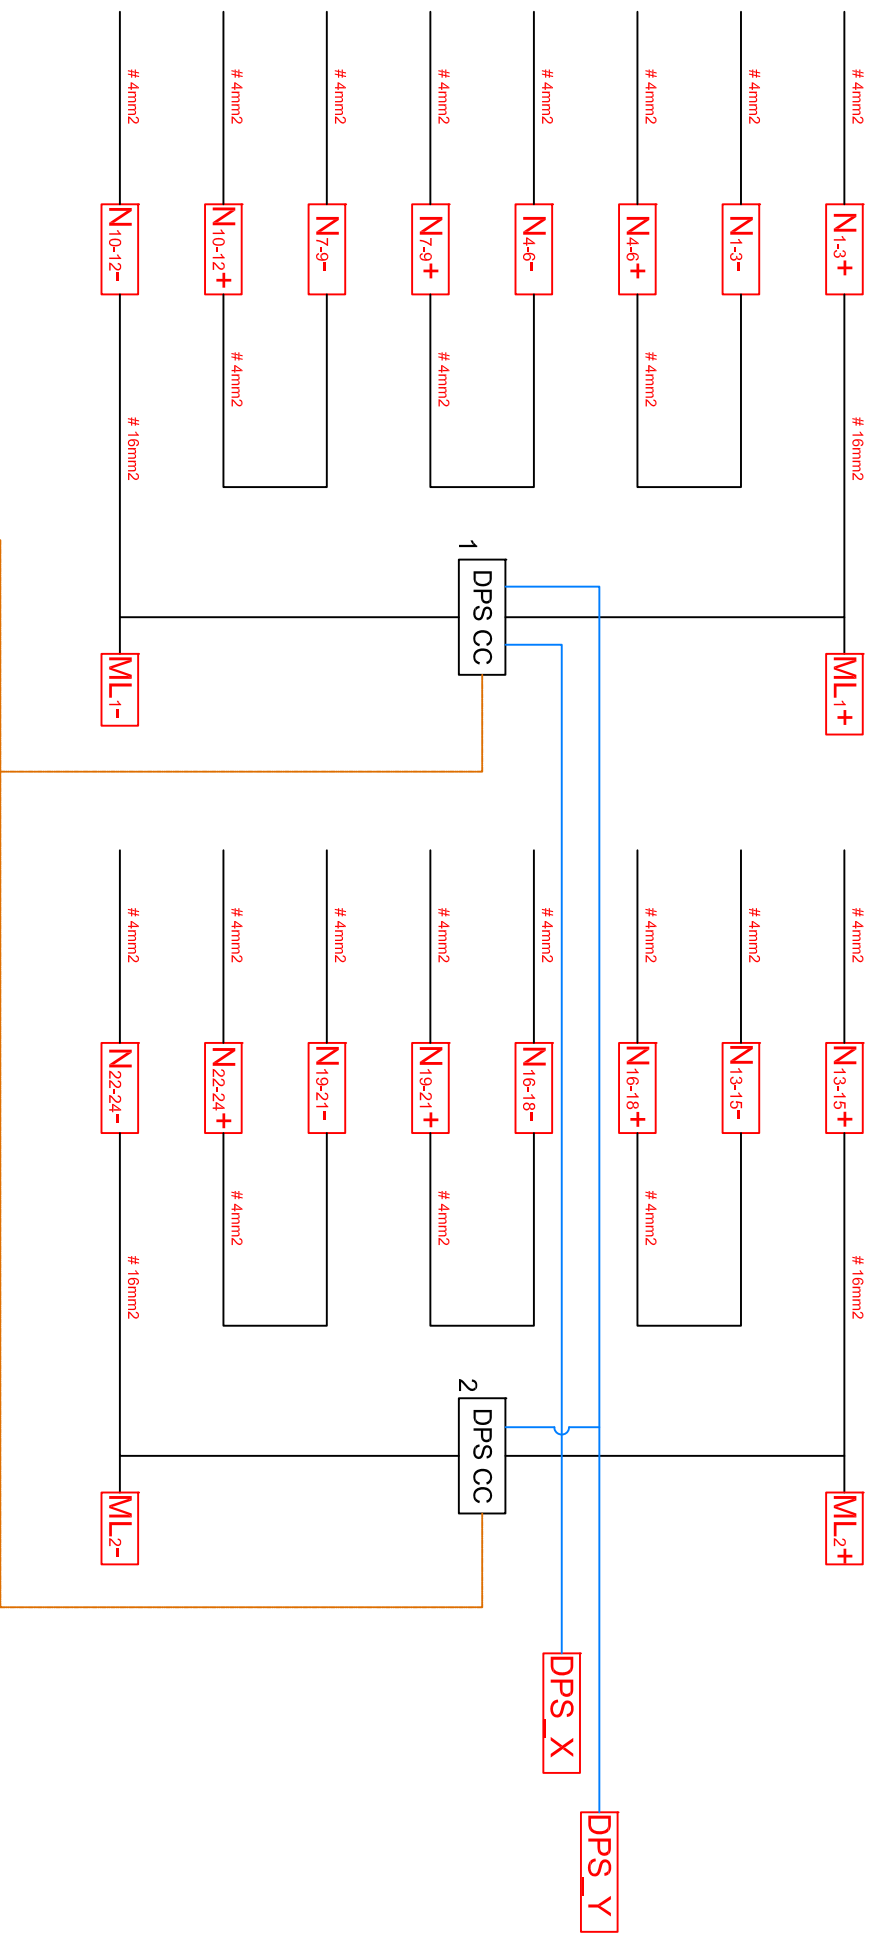 # 4mm2
N1-3+
# 16mm2
ML1+
# 4mm2
N13-15+
# 16mm2
ML2+
# 4mm2
N1-3-
# 4mm2
N13-15-
# 4mm2
N4-6+
# 4mm2
# 4mm2
N16-18+
# 4mm2
DPS_Y
# 4mm2
N4-6-
# 4mm2
N16-18-
DPS_X
1
DPS CC
2
DPS CC
# 4mm2
N7-9+
# 4mm2
# 4mm2
N19-21+
# 4mm2
# 4mm2
N7-9-
# 4mm2
N19-21-
# 4mm2
N10-12+
# 4mm2
# 4mm2
N22-24+
# 4mm2
# 4mm2
N10-12-
# 16mm2
ML1-
# 4mm2
N22-24-
# 16mm2
ML2-